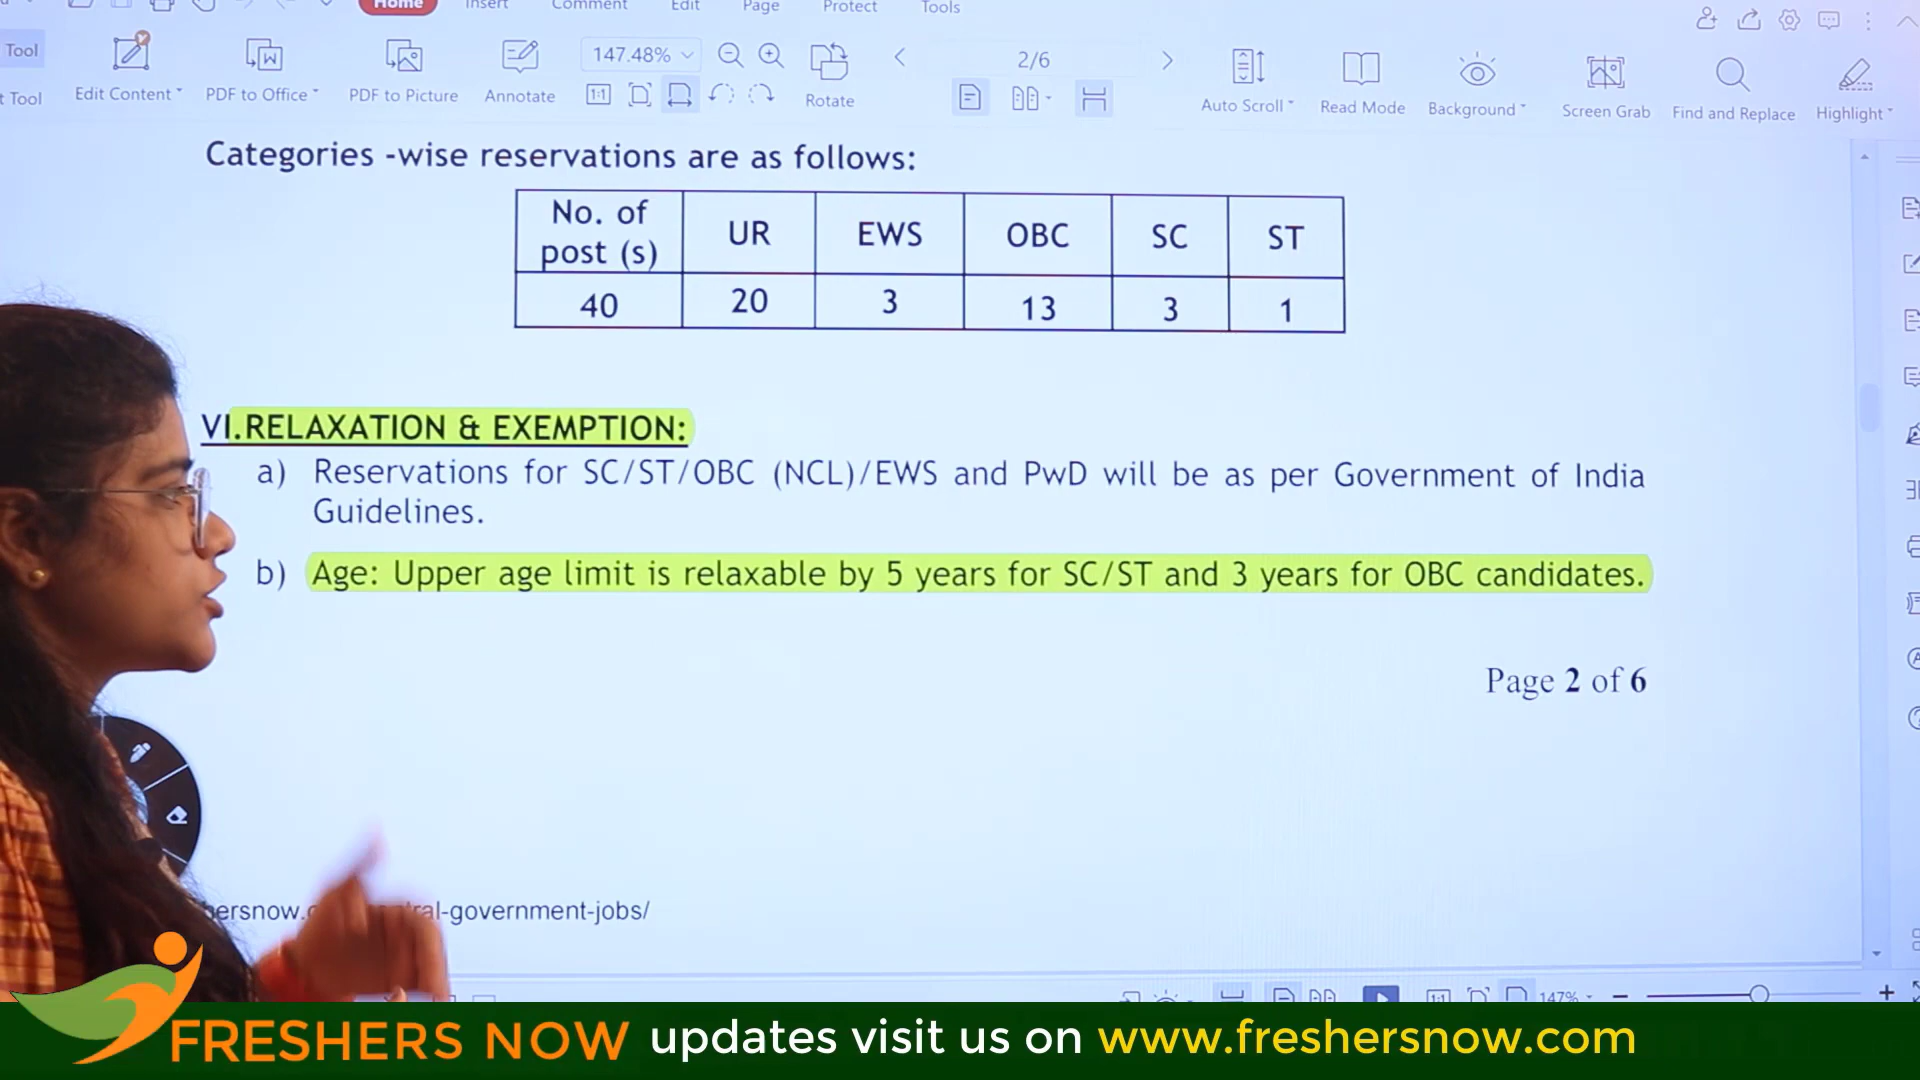 Home Insert Comment Edit Page Protect Tools
Tool
Edit Content PDF to Office PDF to Picture Annotate 147.48% Rotate 2/6 Auto Scroll Read Mode Background Screen Grab Find and Replace Highlight
t Tool
Categories -wise reservations are as follows:
No. of post (s) UR EWS OBC SC ST
40 20 3 13 3 1
VI.RELAXATION & EXEMPTION:
a) Reservations for SC/ST/OBC (NCL)/EWS and PwD will be as per Government of India
Guidelines.
b) Age: Upper age limit is relaxable by 5 years for SC/ST and 3 years for OBC candidates.
Page 2 of 6
hersnow. ral-government-jobs/
147%
FRESHERS NOW updates visit us on www.freshersnow.com